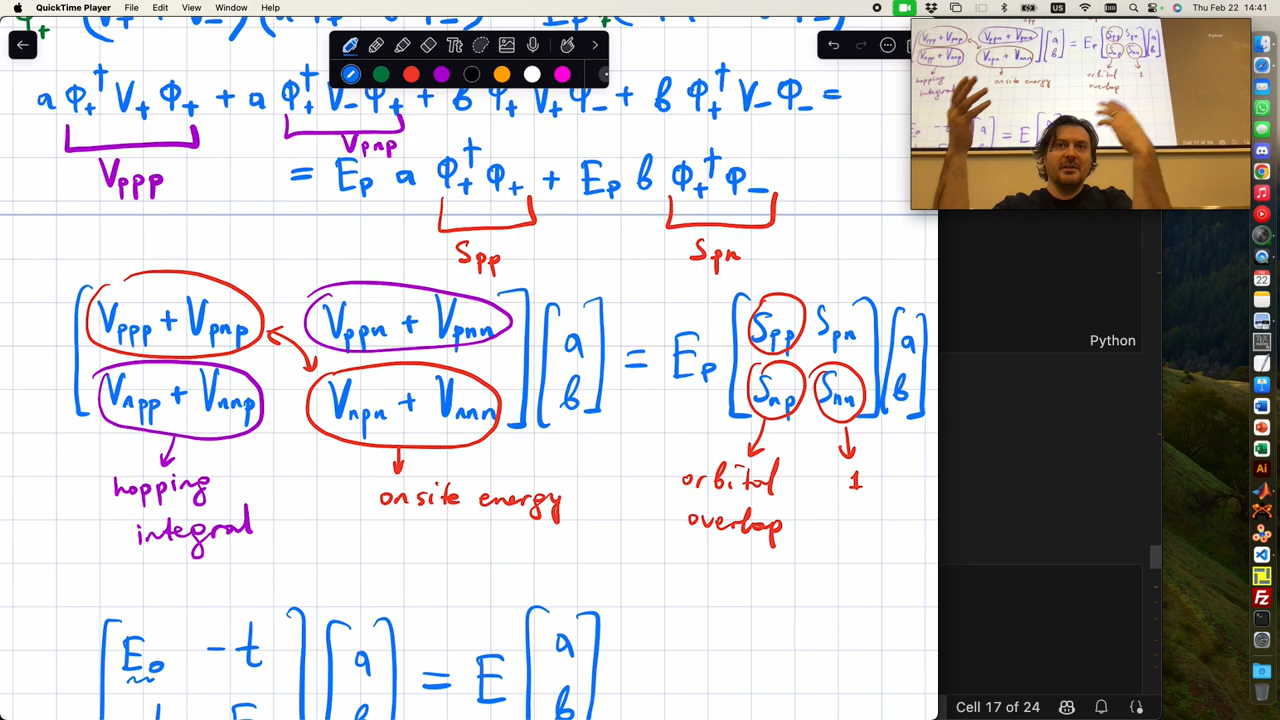 QuickTime Player File Edit View Window Help
US Thu Feb 22 14:41
a Φ₊† V₊ Φ₊ + a Φ₊† V₋ Φ₊ + b Φ₊† V₊ Φ₋ + b Φ₊† V₋ Φ₋ =
Vppp Vpnp
= Ep a Φ₊† Φ₊ + Ep b Φ₊† Φ₋
Spp Spn
[ Vppp + Vpnp Vppn + Vpnn ] [ a ] = Ep [ Spp Spn ] [ a ]
[ Vnpp + Vnnp Vnpn + Vnnn ] [ b ] [ Snp Snn ] [ b ]
hopping integral
onsite energy
orbital overlap
1
[ E₀ -t ] [ a ] = E [ a ]
Python
Cell 17 of 24